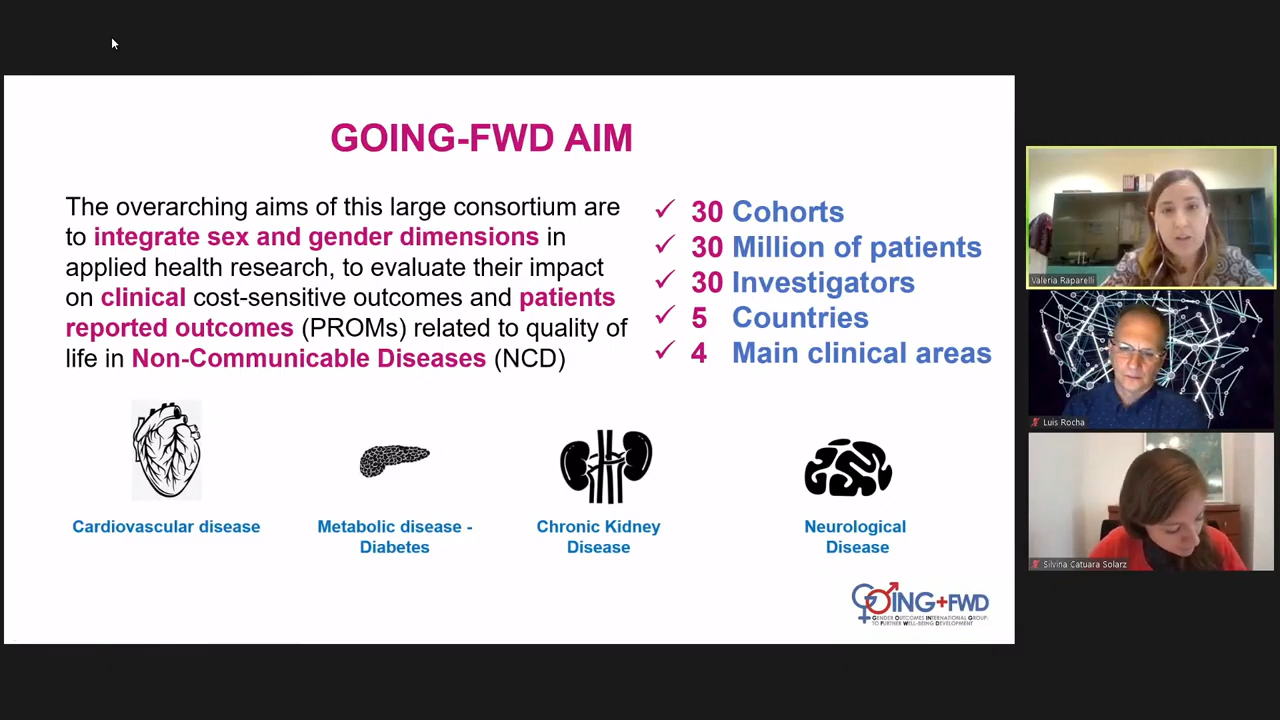 GOING-FWD AIM
The overarching aims of this large consortium are
to integrate sex and gender dimensions in
applied health research, to evaluate their impact
on clinical cost-sensitive outcomes and patients
reported outcomes (PROMs) related to quality of
life in Non-Communicable Diseases (NCD)
✓ 30 Cohorts
✓ 30 Million of patients
✓ 30 Investigators
✓ 5 Countries
✓ 4 Main clinical areas
Cardiovascular disease
Metabolic disease -
Diabetes
Chronic Kidney
Disease
Neurological
Disease
GOING+FWD
GENDER OUTCOMES INTERNATIONAL GROUP:
TO FURTHER WELL-BEING DEVELOPMENT
Valeria Raparelli
Luis Rocha
Silvina Catuara Solarz